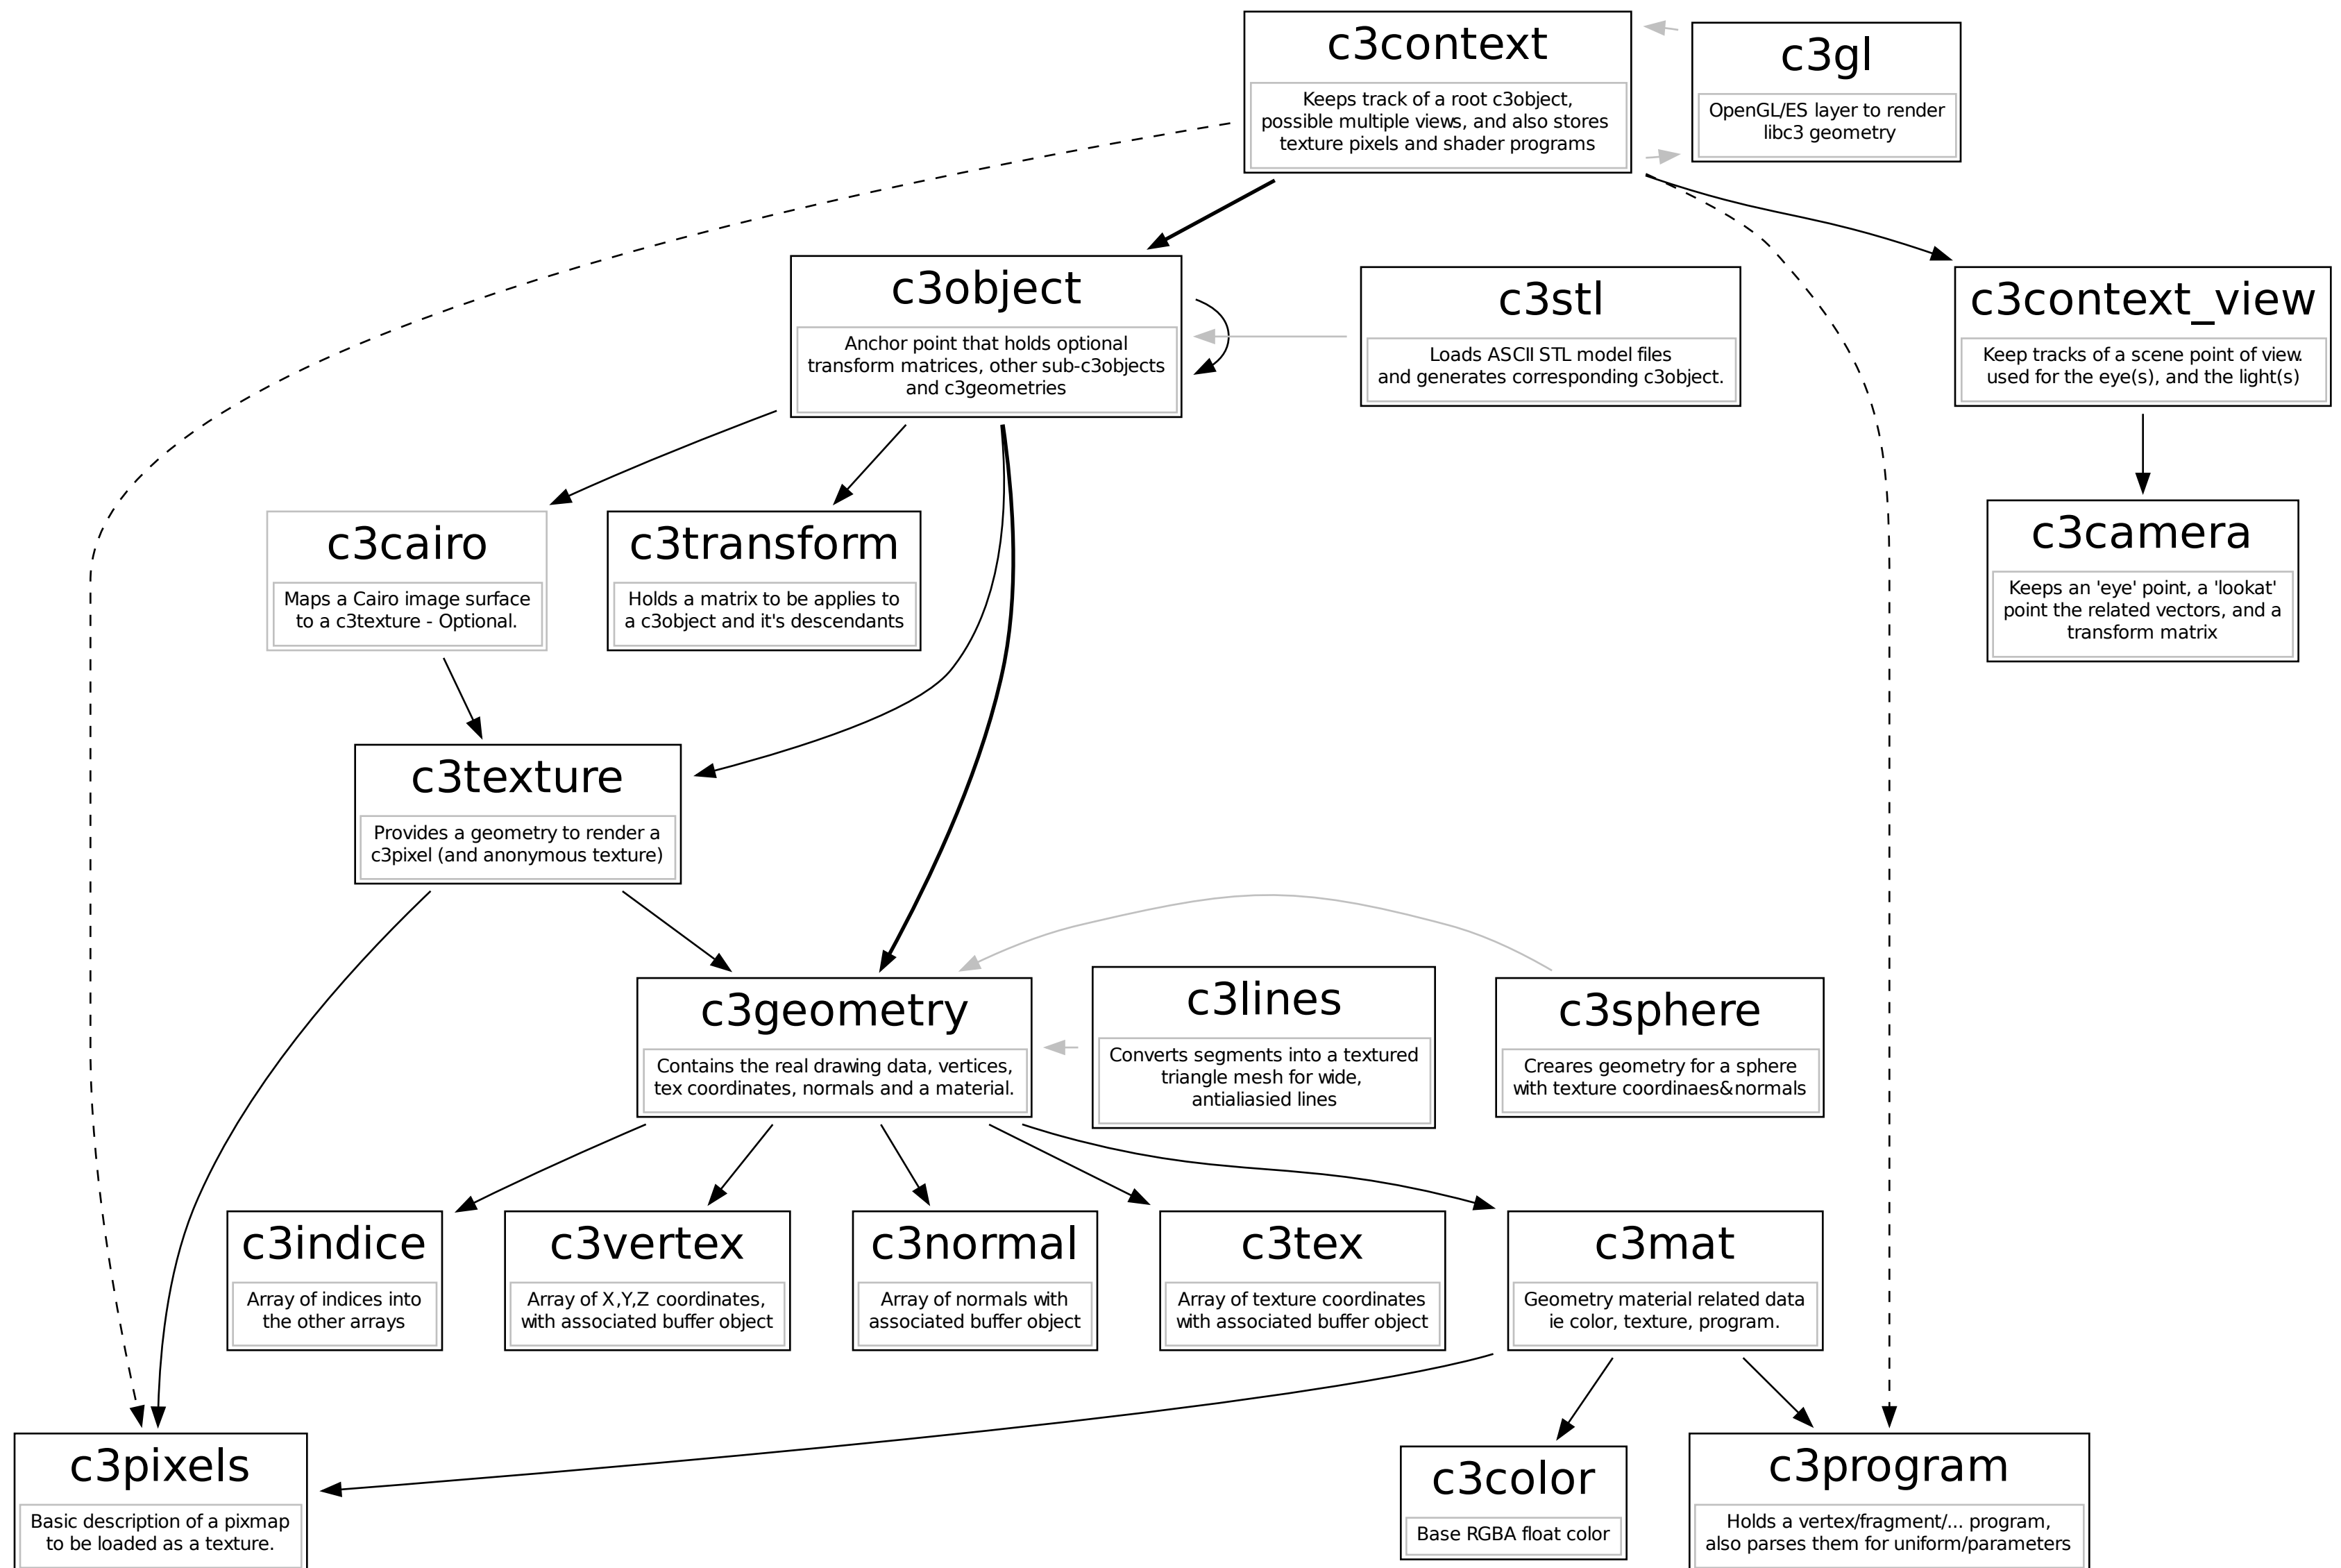 c3context
Keeps track of a root c3object,
possible multiple views, and also stores
texture pixels and shader programs
c3gl
OpenGL/ES layer to render
libc3 geometry
c3object
Anchor point that holds optional
transform matrices, other sub-c3objects
and c3geometries
c3stl
Loads ASCII STL model files
and generates corresponding c3object.
c3context_view
Keep tracks of a scene point of view.
used for the eye(s), and the light(s)
c3cairo
Maps a Cairo image surface
to a c3texture - Optional.
c3transform
Holds a matrix to be applies to
a c3object and it's descendants
c3camera
Keeps an 'eye' point, a 'lookat'
point the related vectors, and a
transform matrix
c3texture
Provides a geometry to render a
c3pixel (and anonymous texture)
c3geometry
Contains the real drawing data, vertices,
tex coordinates, normals and a material.
c3lines
Converts segments into a textured
triangle mesh for wide,
antialiasied lines
c3sphere
Creares geometry for a sphere
with texture coordinaes&normals
c3indice
Array of indices into
the other arrays
c3vertex
Array of X,Y,Z coordinates,
with associated buffer object
c3normal
Array of normals with
associated buffer object
c3tex
Array of texture coordinates
with associated buffer object
c3mat
Geometry material related data
ie color, texture, program.
c3pixels
Basic description of a pixmap
to be loaded as a texture.
c3color
Base RGBA float color
c3program
Holds a vertex/fragment/... program,
also parses them for uniform/parameters